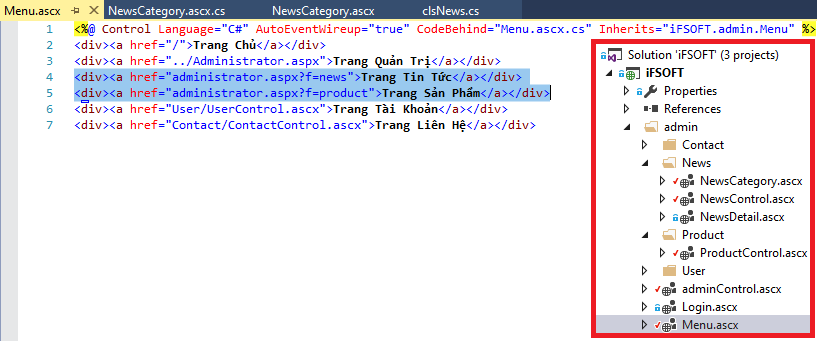 Menu.ascx
NewsCategory.ascx.cs
NewsCategory.ascx
clsNews.cs
1 <%@ Control Language="C#" AutoEventWireup="true" CodeBehind="Menu.ascx.cs" Inherits="iFSOFT.admin.Menu" %>
2 <div><a href="/">Trang Chủ</a></div>
3 <div><a href="../Administrator.aspx">Trang Quản Trị</a></div>
4 <div><a href="administrator.aspx?f=news">Trang Tin Tức</a></div>
5 <div><a href="administrator.aspx?f=product">Trang Sản Phẩm</a></div>
6 <div><a href="User/UserControl.ascx">Trang Tài Khoản</a></div>
7 <div><a href="Contact/ContactControl.ascx">Trang Liên Hệ</a></div>
Solution 'iFSOFT' (3 projects)
iFSOFT
Properties
References
admin
Contact
News
NewsCategory.ascx
NewsControl.ascx
NewsDetail.ascx
Product
ProductControl.ascx
User
adminControl.ascx
Login.ascx
Menu.ascx